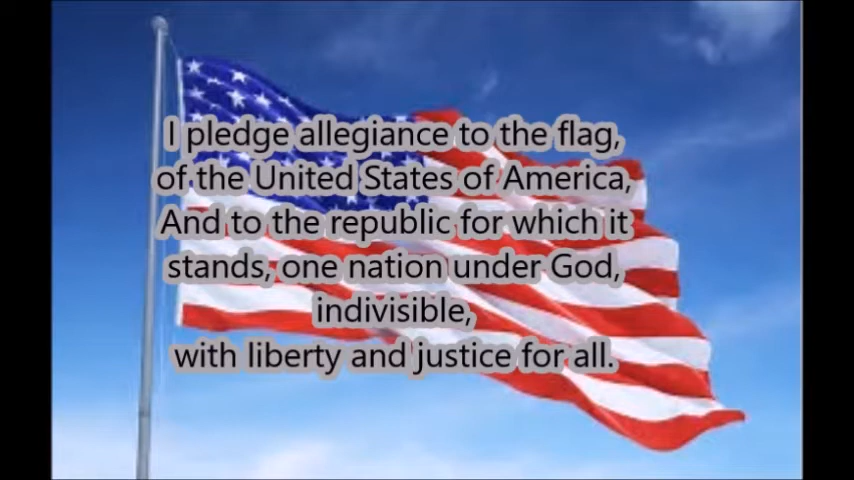 I pledge allegiance to the flag,
of the United States of America,
And to the republic for which it
stands, one nation under God,
indivisible,
with liberty and justice for all.